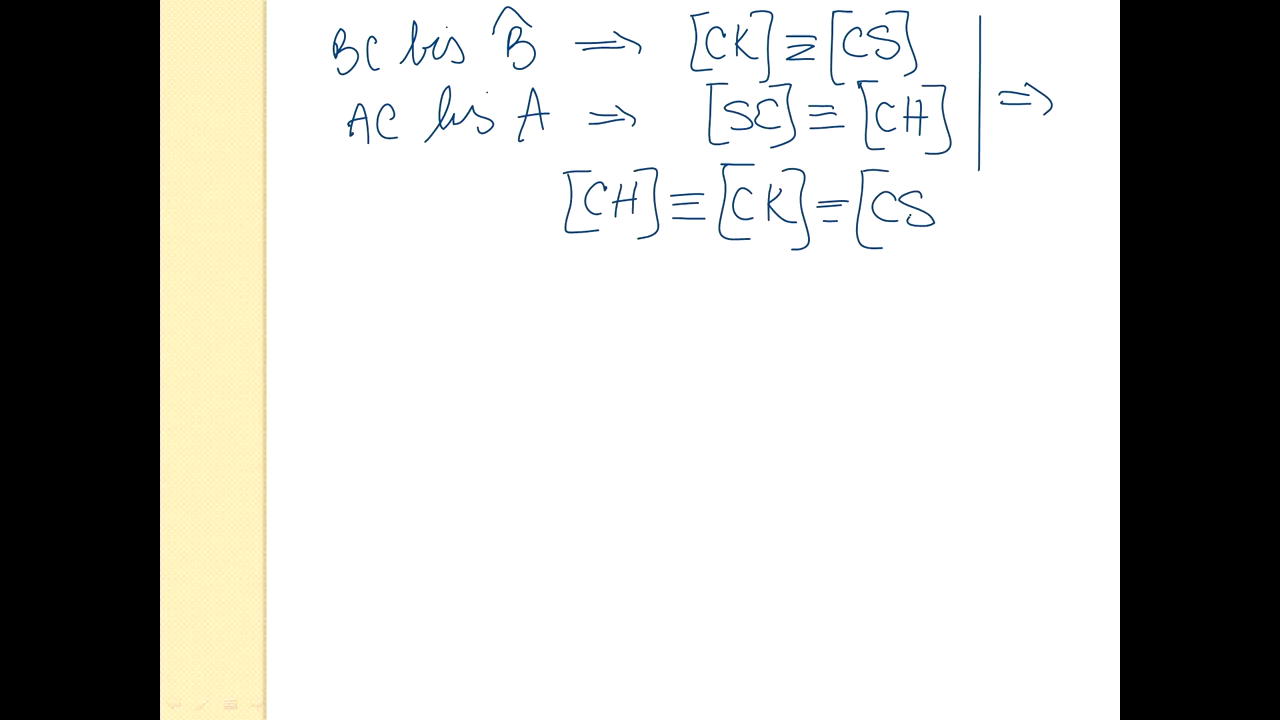 BC bis B̂ ⇒ [CK] ≡ [CS] | ⇒
AC bis A ⇒ [SC] ≡ [CH]
[CH] ≡ [CK] ≡ [CS